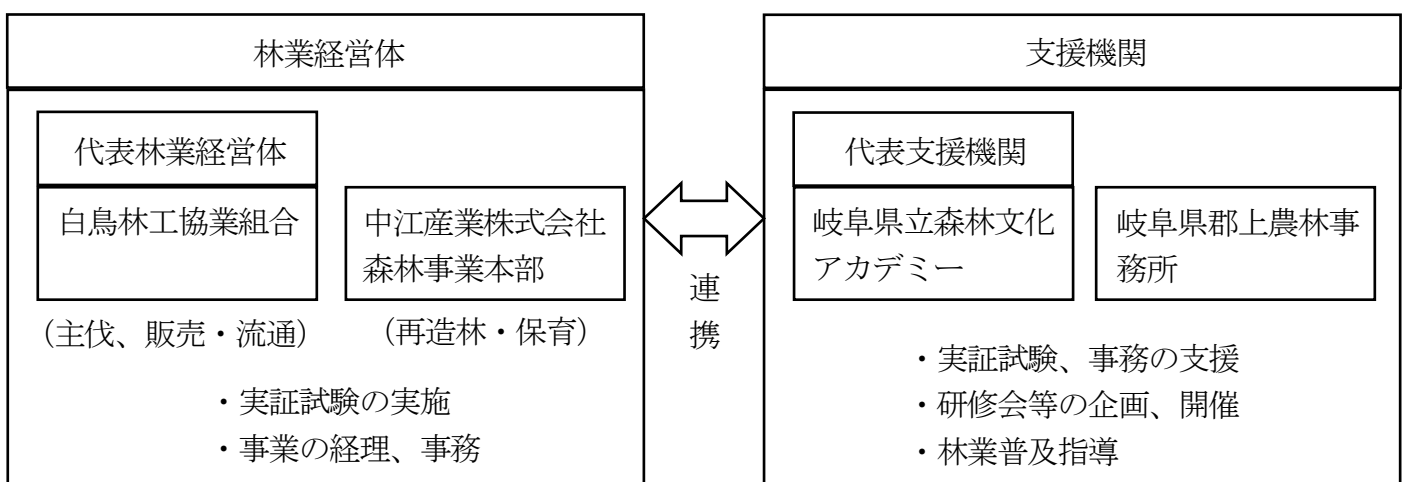 林業経営体
代表林業経営体
白鳥林工協業組合
中江産業株式会社
森林事業本部
(主伐、販売・流通)
(再造林・保育)
・実証試験の実施
・事業の経理、事務
連
携
支援機関
代表支援機関
岐阜県立森林文化
アカデミー
岐阜県郡上農林事
務所
・実証試験、事務の支援
・研修会等の企画、開催
・林業普及指導